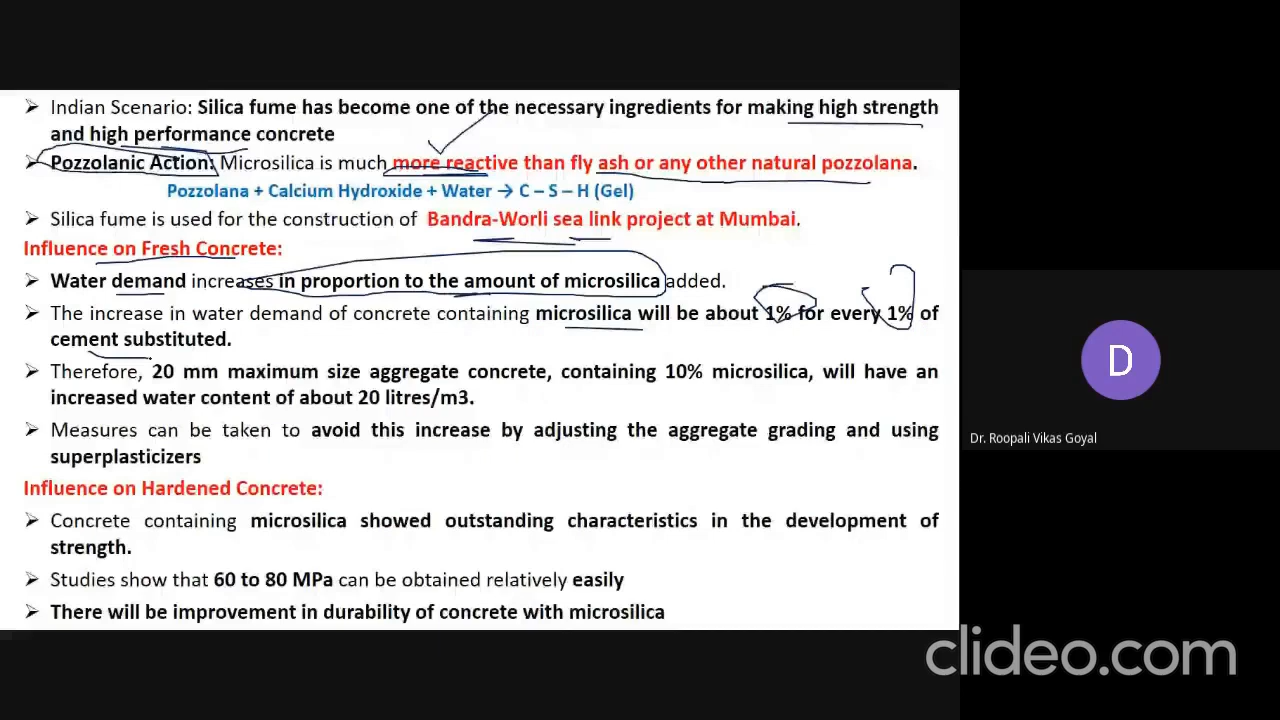 ➢ Indian Scenario: Silica fume has become one of the necessary ingredients for making high strength
and high performance concrete
➢ Pozzolanic Action: Microsilica is much more reactive than fly ash or any other natural pozzolana.
Pozzolana + Calcium Hydroxide + Water → C – S – H (Gel)
➢ Silica fume is used for the construction of Bandra-Worli sea link project at Mumbai.
Influence on Fresh Concrete:
➢ Water demand increases in proportion to the amount of microsilica added.
➢ The increase in water demand of concrete containing microsilica will be about 1% for every 1% of
cement substituted.
➢ Therefore, 20 mm maximum size aggregate concrete, containing 10% microsilica, will have an
increased water content of about 20 litres/m3.
➢ Measures can be taken to avoid this increase by adjusting the aggregate grading and using
superplasticizers
Influence on Hardened Concrete:
➢ Concrete containing microsilica showed outstanding characteristics in the development of
strength.
➢ Studies show that 60 to 80 MPa can be obtained relatively easily
➢ There will be improvement in durability of concrete with microsilica
D
Dr. Roopali Vikas Goyal
clideo.com